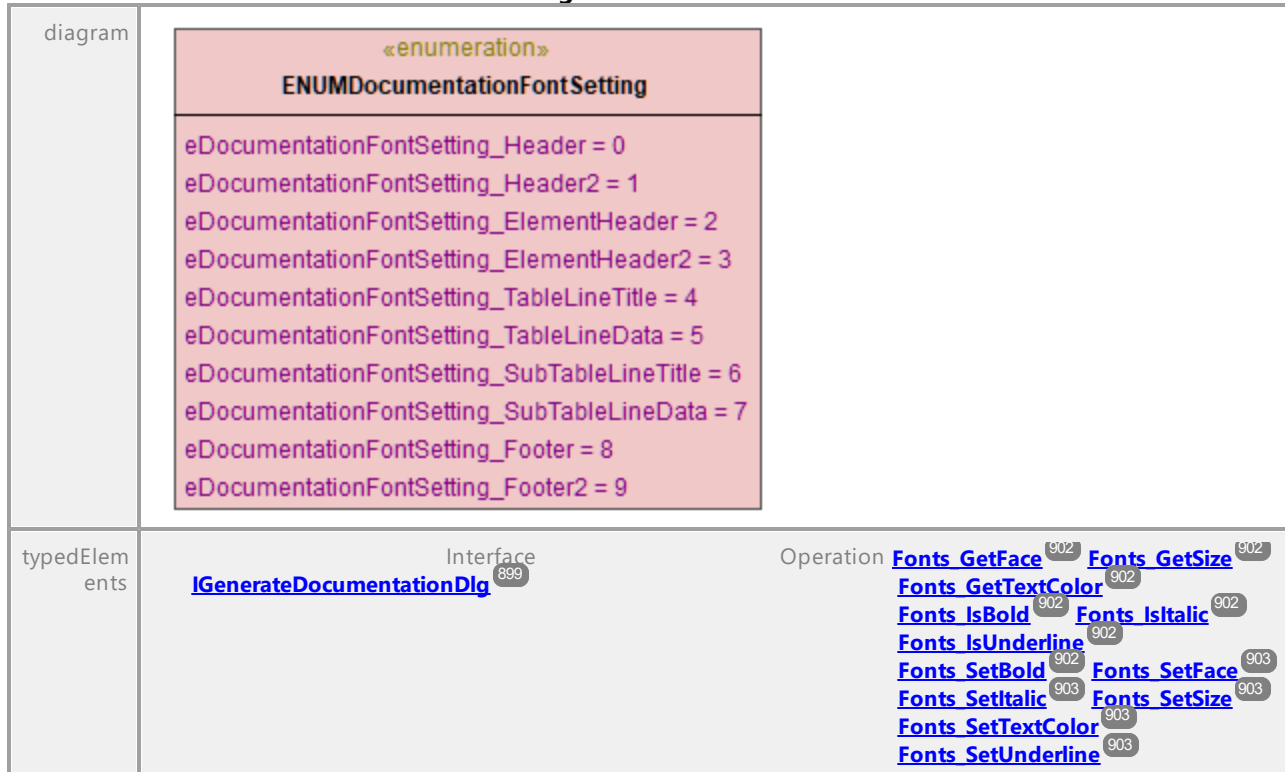 diagram
«enumeration»
ENUMDocumentationFontSetting
eDocumentationFontSetting_Header = 0
eDocumentationFontSetting_Header2 = 1
eDocumentationFontSetting_ElementHeader = 2
eDocumentationFontSetting_ElementHeader2 = 3
eDocumentationFontSetting_TableLineTitle = 4
eDocumentationFontSetting_TableLineData = 5
eDocumentationFontSetting_SubTableLineTitle = 6
eDocumentationFontSetting_SubTableLineData = 7
eDocumentationFontSetting_Footer = 8
eDocumentationFontSetting_Footer2 = 9
typedElem
ents
Interface
IGenerateDocumentationDlg 899
Operation Fonts_GetFace 902 Fonts_GetSize 902
Fonts_GetTextColor 902
Fonts_IsBold 902 Fonts_IsItalic 902
Fonts_IsUnderline 902
Fonts_SetBold 902 Fonts_SetFace 903
Fonts_SetItalic 903 Fonts_SetSize 903
Fonts_SetTextColor 903
Fonts_SetUnderline 903